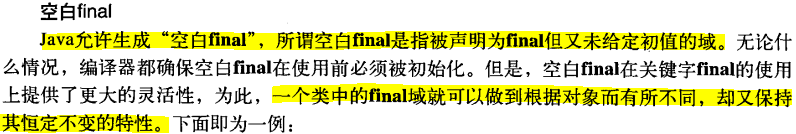 空白final
Java允许生成“空白final”，所谓空白final是指被声明为final但又未给定初值的域。无论什
么情况，编译器都确保空白final在使用前必须被初始化。但是，空白final在关键字final的使用
上提供了更大的灵活性，为此，一个类中的final域就可以做到根据对象而有所不同，却又保持
其恒定不变的特性。下面即为一例：